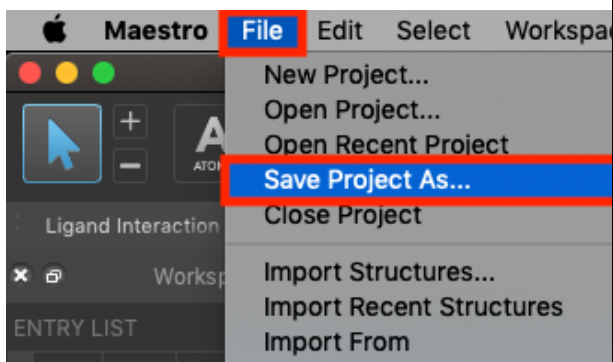 Maestro File Edit Select Workspa
New Project...
Open Project...
Open Recent Project
Save Project As...
Close Project
Ligand Interaction
Worksp
Import Structures...
Import Recent Structures
ENTRY LIST
Import From